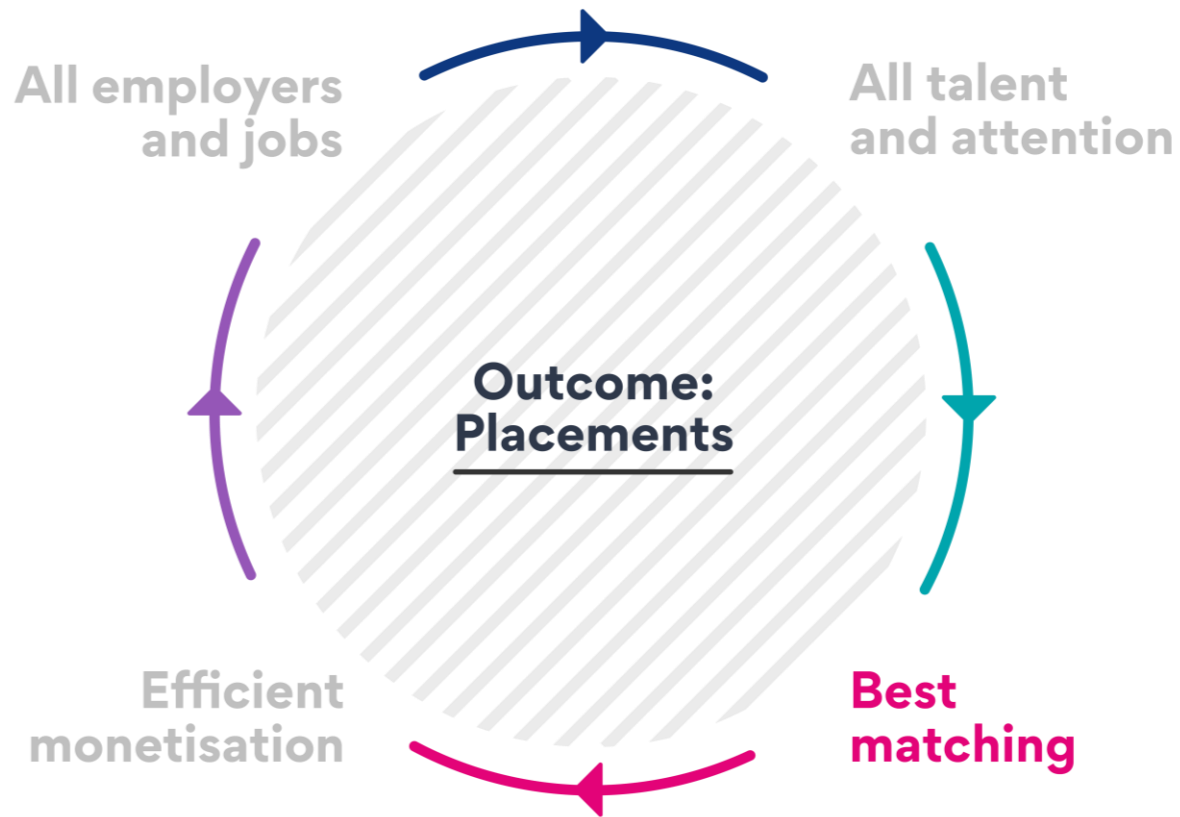 All employers
and jobs
All talent
and attention
Outcome:
Placements
Efficient
monetisation
Best
matching